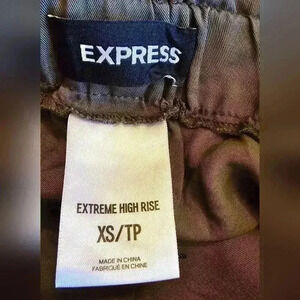 EXPRESS
EXTREME HIGH RISE
XS/TP
MADE IN CHINA
FABRIQUÉ EN CHINE